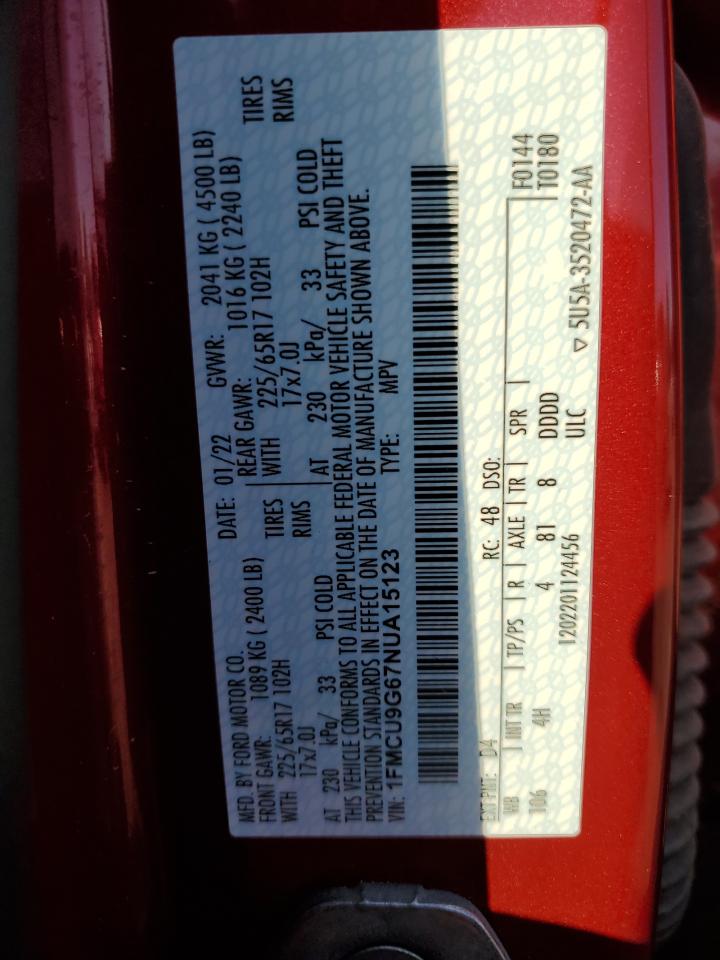 MFD. BY FORD MOTOR CO. DATE: 01/22 GVWR: 2041 KG ( 4500 LB)
FRONT GAWR: 1089 KG ( 2400 LB) REAR GAWR: 1016 KG ( 2240 LB)
WITH 225/65R17 102H TIRES WITH 225/65R17 102H TIRES
17x7.0J RIMS 17x7.0J RIMS
AT 230 kPa/ 33 PSI COLD AT 230 kPa/ 33 PSI COLD
THIS VEHICLE CONFORMS TO ALL APPLICABLE FEDERAL MOTOR VEHICLE SAFETY AND THEFT
PREVENTION STANDARDS IN EFFECT ON THE DATE OF MANUFACTURE SHOWN ABOVE.
VIN: 1FMCU9G67NUA15123 TYPE: MPV
EXT PNT: D4 RC: 48 DSO:
WB INT TR TP/PS R AXLE TR SPR F0144
106 4H 4 81 8 DDDD T0180
ULC
1202201124456 5U5A-3520472-AA